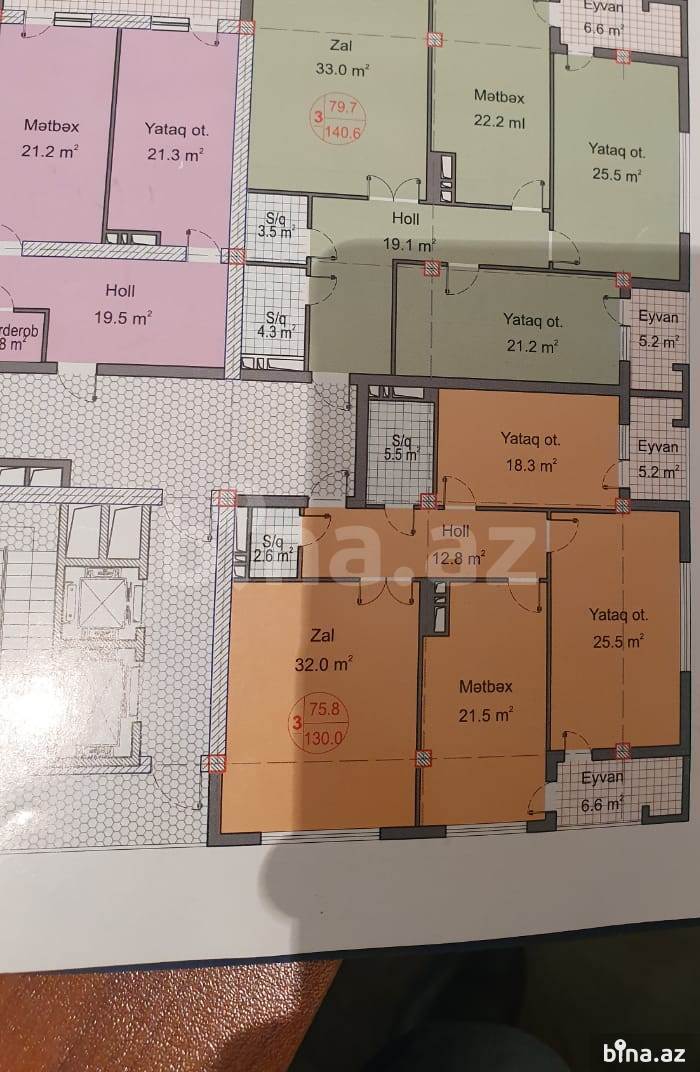 Eyvan
6.6 m²
Zal
33.0 m²
3
79.7
140.6
Mətbəx
22.2 ml
Mətbəx
21.2 m²
Yataq ot.
21.3 m²
Yataq ot.
25.5 m²
S/q
3.5 m²
Holl
19.1 m²
Holl
19.5 m²
S/q
4.3 m²
Yataq ot.
21.2 m²
Eyvan
5.2 m²
rderob
8 m²
S/q
5.5 m²
Yataq ot.
18.3 m²
Eyvan
5.2 m²
S/q
2.6 m²
Holl
12.8 m²
bina.az
Zal
32.0 m²
3
75.8
130.0
Mətbəx
21.5 m²
Yataq ot.
25.5 m²
Eyvan
6.6 m²
bina.az